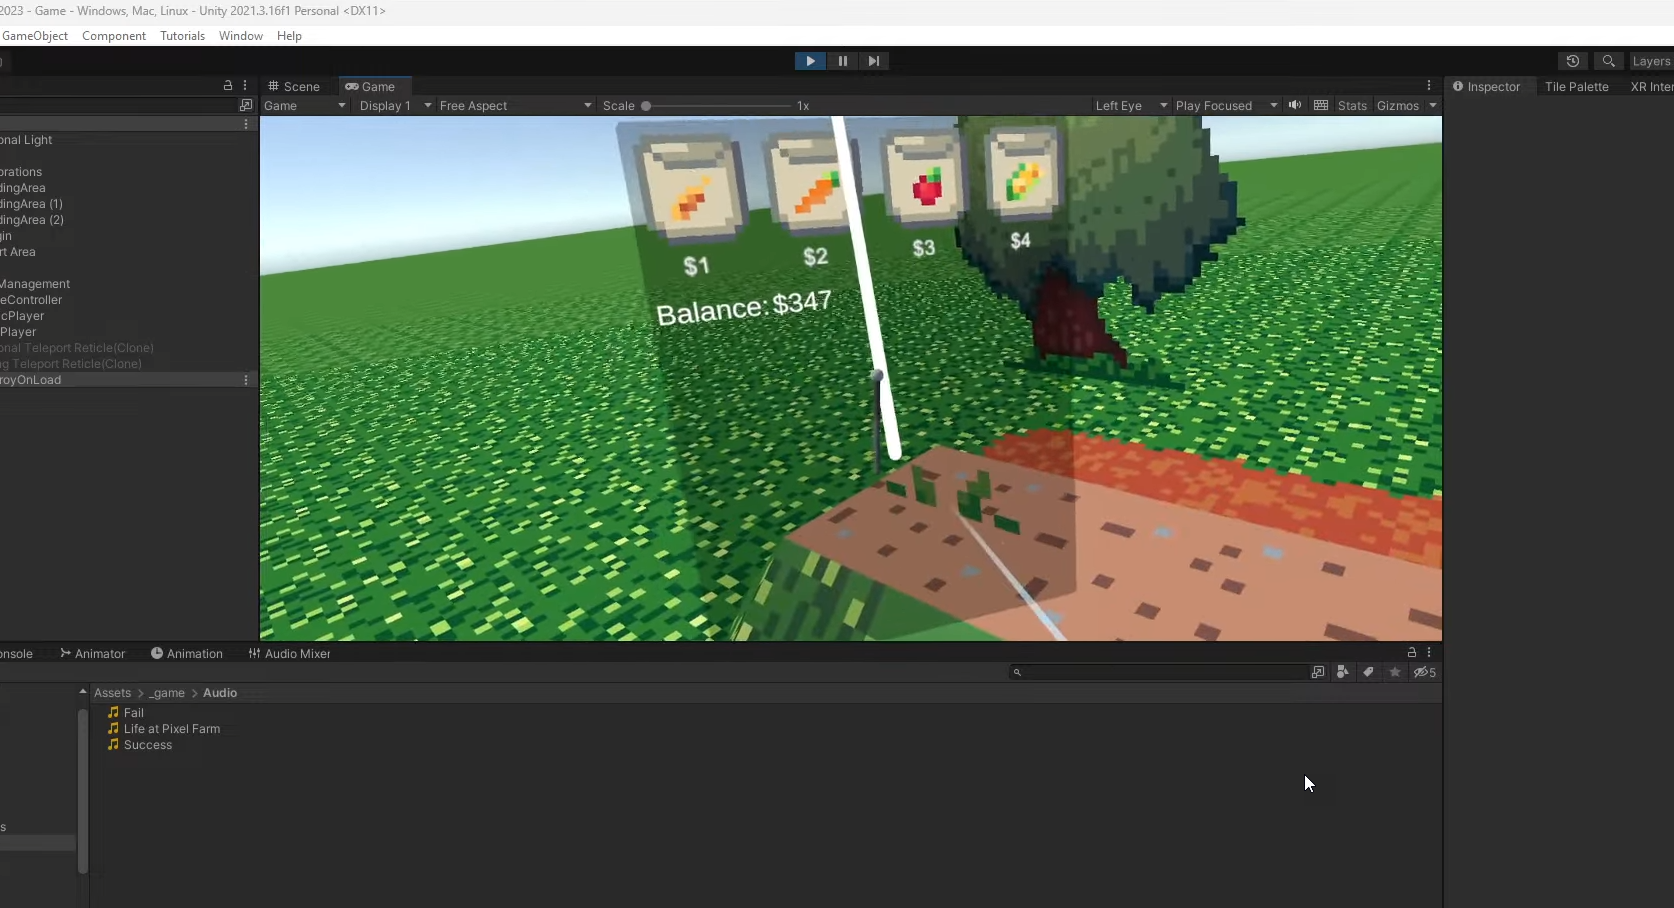 2023 - Game - Windows, Mac, Linux - Unity 2021.3.16f1 Personal <DX11>
GameObject Component Tutorials Window Help
Layers
Scene Game Inspector Tile Palette XR Inter
Game Display 1 Free Aspect Scale 1x Left Eye Play Focused Stats Gizmos
onal Light
orations
dingArea
dingArea (1)
dingArea (2)
gin
rt Area
Management
eController
cPlayer
Player
onal Teleport Reticle(Clone)
ng Teleport Reticle(Clone)
royOnLoad
$1 $2 $3 $4
Balance: $347
onsole Animator Animation Audio Mixer
5
Assets > _game > Audio
Fail
Life at Pixel Farm
Success
s